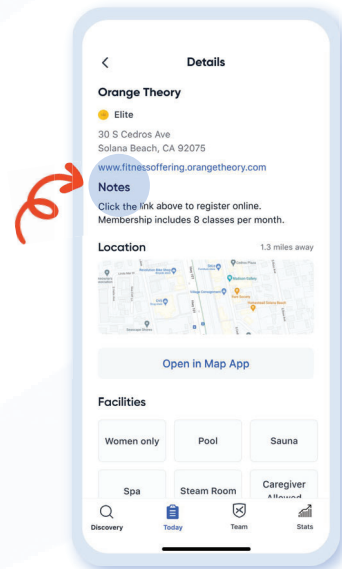 Details
Orange Theory
Elite
30 S Cedros Ave
Solana Beach, CA 92075
www.fitnessoffering.orangetheory.com
Notes
Click the link above to register online.
Membership includes 8 classes per month.
Location
1.3 miles away
Open in Map App
Facilities
Women only
Pool
Sauna
Spa
Steam Room
Caregiver
Allowed
Discovery
Today
Team
Stats